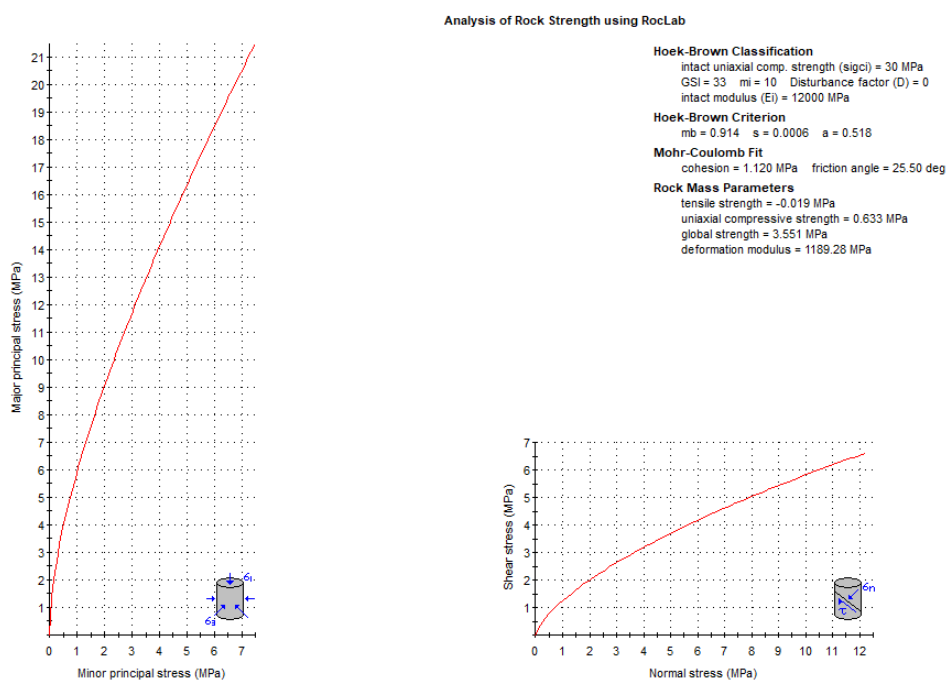 Analysis of Rock Strength using RocLab
Hoek-Brown Classification
intact uniaxial comp. strength (sigci) = 30 MPa
GSI = 33 mi = 10 Disturbance factor (D) = 0
intact modulus (Ei) = 12000 MPa
Hoek-Brown Criterion
mb = 0.914 s = 0.0006 a = 0.518
Mohr-Coulomb Fit
cohesion = 1.120 MPa friction angle = 25.50 deg
Rock Mass Parameters
tensile strength = -0.019 MPa
uniaxial compressive strength = 0.633 MPa
global strength = 3.551 MPa
deformation modulus = 1189.28 MPa
Major principal stress (MPa)
21
20
19
18
17
16
15
14
13
12
11
10
9
8
7
6
5
4
3
2
1
σ1
σ3
0 1 2 3 4 5 6 7
Minor principal stress (MPa)
Shear stress (MPa)
7
6
5
4
3
2
1
σn
τ
0 1 2 3 4 5 6 7 8 9 10 11 12
Normal stress (MPa)